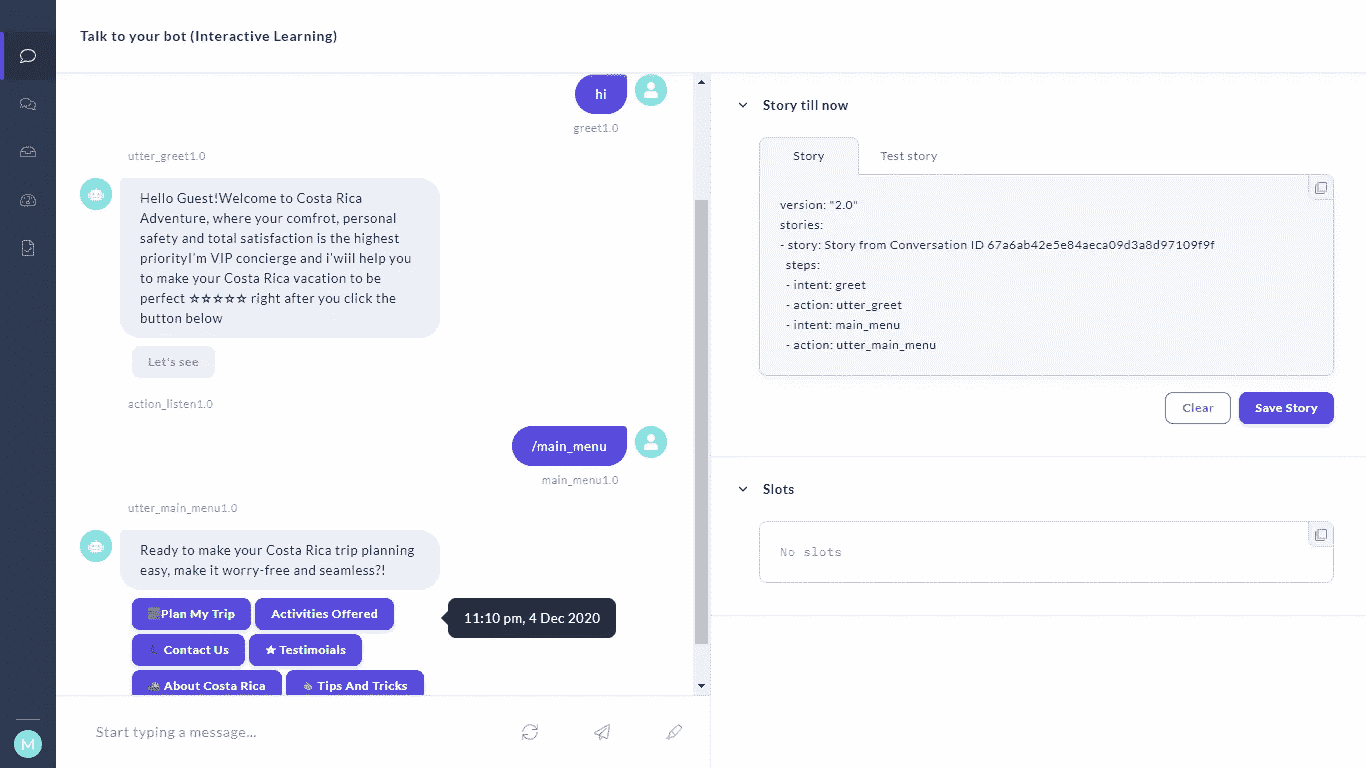 Talk to your bot (Interactive Learning)
hi
greet1.0
utter_greet1.0
Hello Guest!Welcome to Costa Rica
Adventure, where your comfrot, personal
safety and total satisfaction is the highest
priorityI'm VIP concierge and i'wiil help you
to make your Costa Rica vacation to be
perfect ☆☆☆☆☆ right after you click the
button below
Let's see
action_listen1.0
/main_menu
main_menu1.0
utter_main_menu1.0
Ready to make your Costa Rica trip planning
easy, make it worry-free and seamless?!
Plan My Trip
Activities Offered
11:10 pm, 4 Dec 2020
Contact Us
★ Testimoials
About Costa Rica
Tips And Tricks
Start typing a message...
M
Story till now
Story
Test story
version: "2.0"
stories:
- story: Story from Conversation ID 67a6ab42e5e84aeca09d3a8d97109f9f
steps:
- intent: greet
- action: utter_greet
- intent: main_menu
- action: utter_main_menu
Clear
Save Story
Slots
No slots